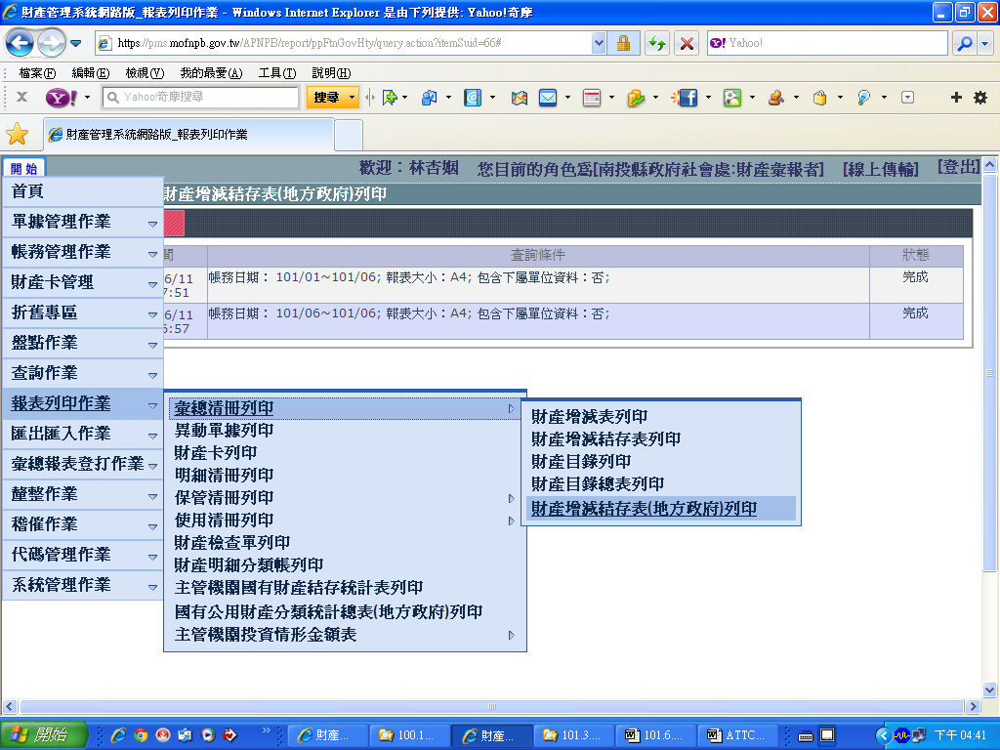 財產管理系統網路版_報表列印作業 - Windows Internet Explorer 是由下列提供: Yahoo!奇摩
https://pms.mofnpb.gov.tw/APNPB/report/ppFtnGovHty/query.action?itemSuid=66#
Yahoo!
檔案(F) 編輯(E) 檢視(Y) 我的最愛(A) 工具(T) 說明(H)
Y! Yahoo!奇摩搜尋 搜尋
財產管理系統網路版_報表列印作業
開始
歡迎：林杏姻 您目前的角色為[南投縣政府社會處:財產彙報者] [線上傳輸] [登出]
財產增減結存表(地方政府)列印
間 查詢條件 狀態
6/11 7:51 帳務日期： 101/01~101/06; 報表大小：A4; 包含下屬單位資料：否; 完成
6/11 5:57 帳務日期： 101/06~101/06; 報表大小：A4; 包含下屬單位資料：否; 完成
首頁
單據管理作業
帳務管理作業
財產卡管理
折舊專區
盤點作業
查詢作業
報表列印作業
匯出匯入作業
彙總報表登打作業
釐整作業
稽催作業
代碼管理作業
系統管理作業
彙總清冊列印
異動單據列印
財產卡列印
明細清冊列印
保管清冊列印
使用清冊列印
財產檢查單列印
財產明細分類帳列印
主管機關國有財產結存統計表列印
國有公用財產分類統計總表(地方政府)列印
主管機關投資情形金額表
財產增減表列印
財產增減結存表列印
財產目錄列印
財產目錄總表列印
財產增減結存表(地方政府)列印
開始 財產... 100.1... 財產... 101.3.... 101.6.... ATTC... 下午 04:41